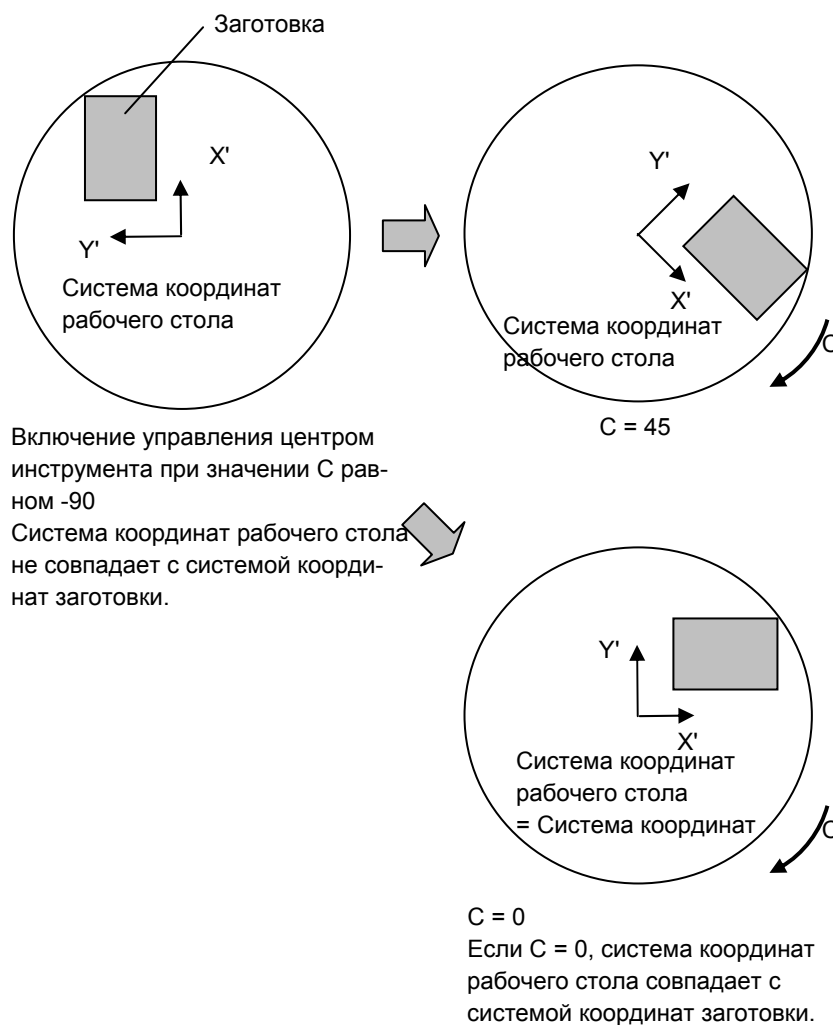 Заготовка
X'
Y'
Система координат
рабочего стола
Y'
X'
Система координат
рабочего стола
C
C = 45
Включение управления центром
инструмента при значении C рав-
ном -90
Система координат рабочего стола
не совпадает с системой коорди-
нат заготовки.
Y'
X'
Система координат
рабочего стола
= Система координат
C
C = 0
Если C = 0, система координат
рабочего стола совпадает с
системой координат заготовки.